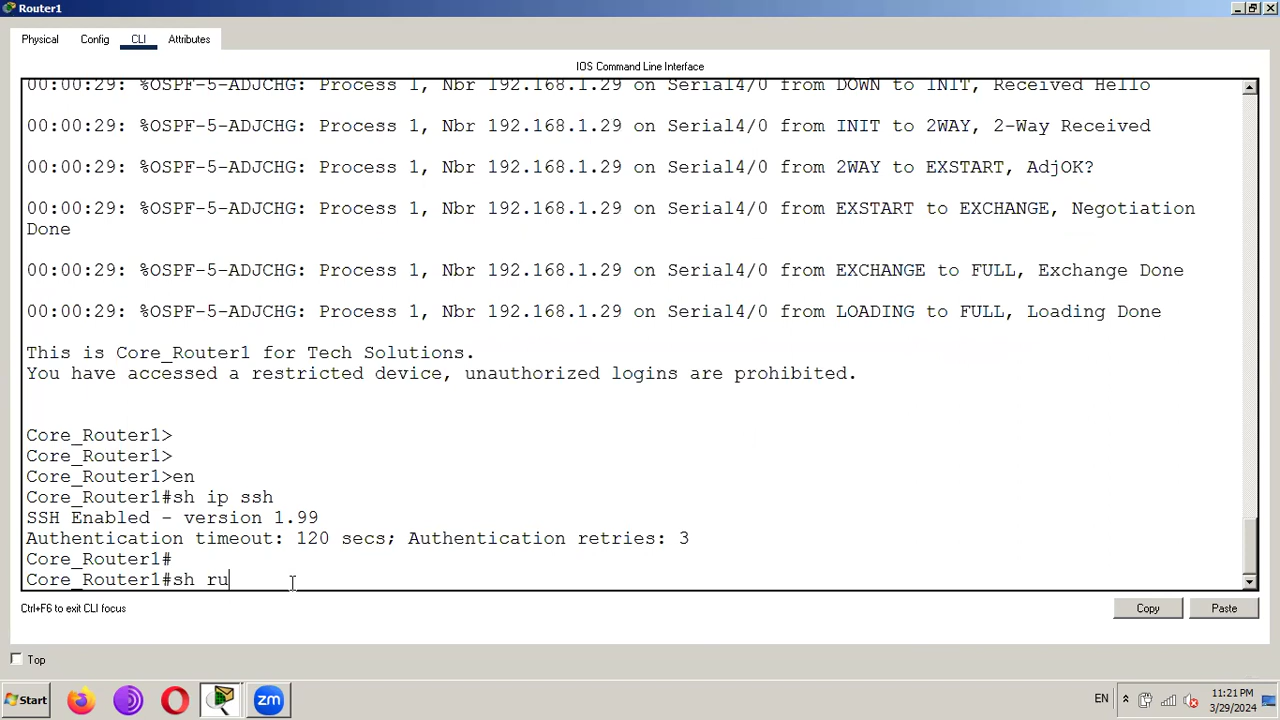 Router1
Physical Config CLI Attributes
IOS Command Line Interface
00:00:29: %OSPF-5-ADJCHG: Process 1, Nbr 192.168.1.29 on Serial4/0 from DOWN to INIT, Received Hello
00:00:29: %OSPF-5-ADJCHG: Process 1, Nbr 192.168.1.29 on Serial4/0 from INIT to 2WAY, 2-Way Received
00:00:29: %OSPF-5-ADJCHG: Process 1, Nbr 192.168.1.29 on Serial4/0 from 2WAY to EXSTART, AdjOK?
00:00:29: %OSPF-5-ADJCHG: Process 1, Nbr 192.168.1.29 on Serial4/0 from EXSTART to EXCHANGE, Negotiation
Done
00:00:29: %OSPF-5-ADJCHG: Process 1, Nbr 192.168.1.29 on Serial4/0 from EXCHANGE to FULL, Exchange Done
00:00:29: %OSPF-5-ADJCHG: Process 1, Nbr 192.168.1.29 on Serial4/0 from LOADING to FULL, Loading Done
This is Core_Router1 for Tech Solutions.
You have accessed a restricted device, unauthorized logins are prohibited.
Core_Router1>
Core_Router1>
Core_Router1>en
Core_Router1#sh ip ssh
SSH Enabled - version 1.99
Authentication timeout: 120 secs; Authentication retries: 3
Core_Router1#
Core_Router1#sh ru
Ctrl+F6 to exit CLI focus
Copy Paste
Top
Start zm EN 11:21 PM
3/29/2024